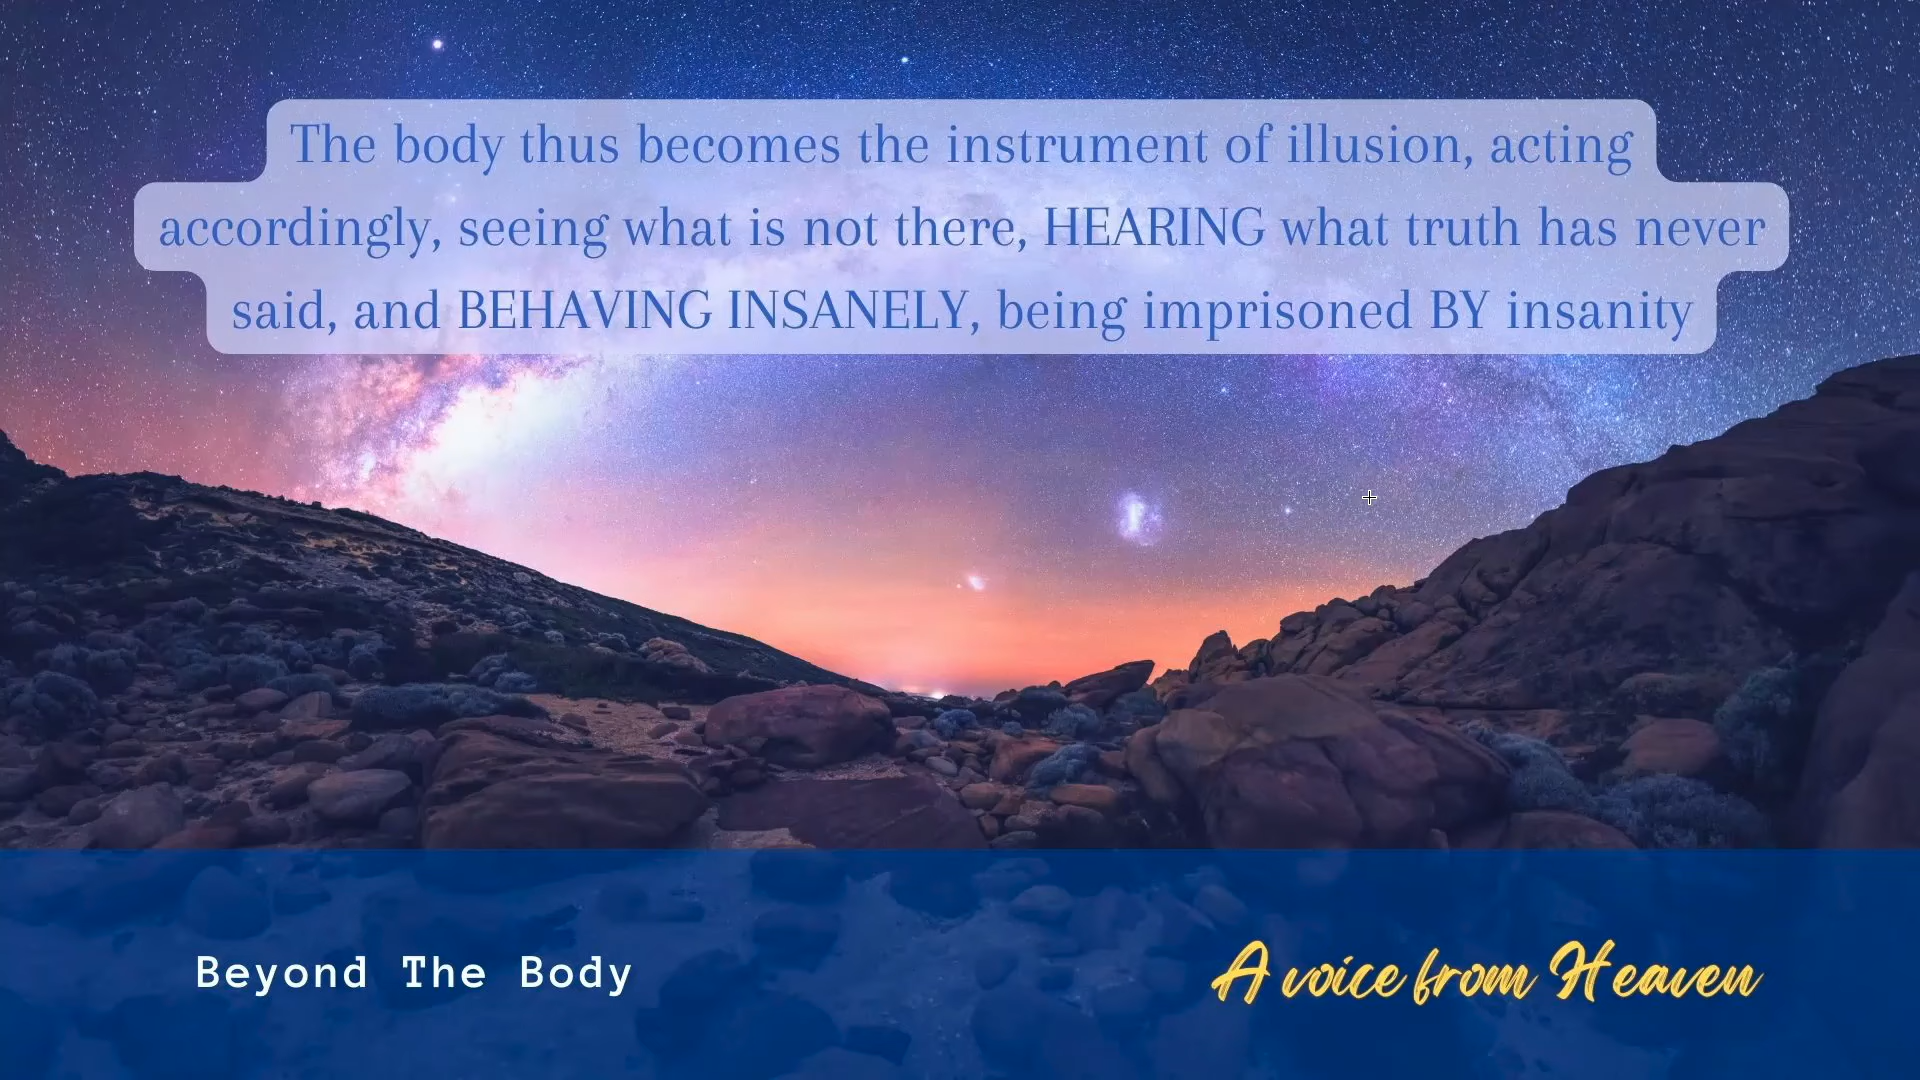 The body thus becomes the instrument of illusion, acting
accordingly, seeing what is not there, HEARING what truth has never
said, and BEHAVING INSANELY, being imprisoned BY insanity
Beyond The Body
A voice from Heaven